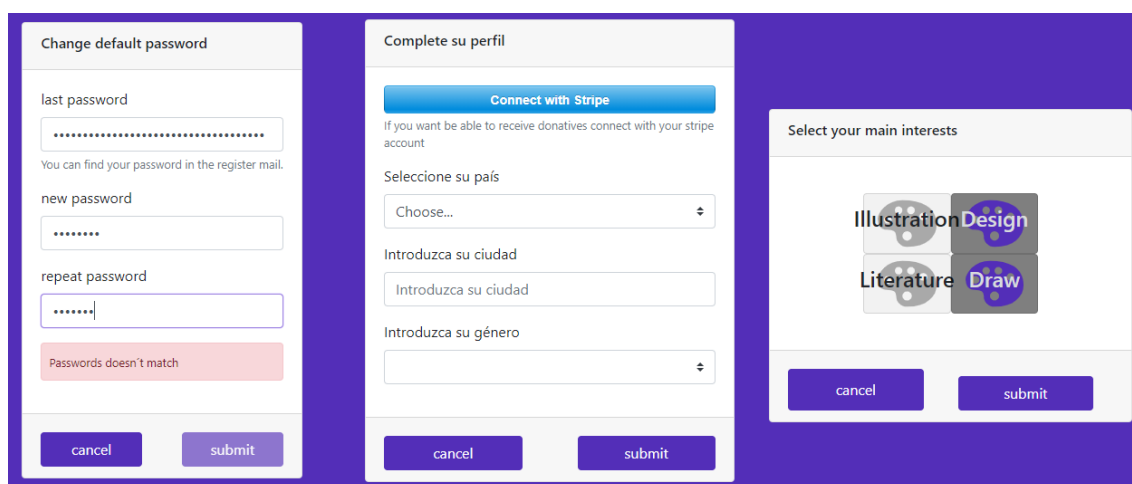 Change default password
last password
••••••••••••••••••••••••••••••••••••
You can find your password in the register mail.
new password
••••••••
repeat password
•••••••
Passwords doesn´t match
cancel
submit
Complete su perfil
Connect with Stripe
If you want be able to receive donatives connect with your stripe
account
Seleccione su país
Choose...
Introduzca su ciudad
Introduzca su ciudad
Introduzca su género
cancel
submit
Select your main interests
Illustration Design
Literature Draw
cancel
submit